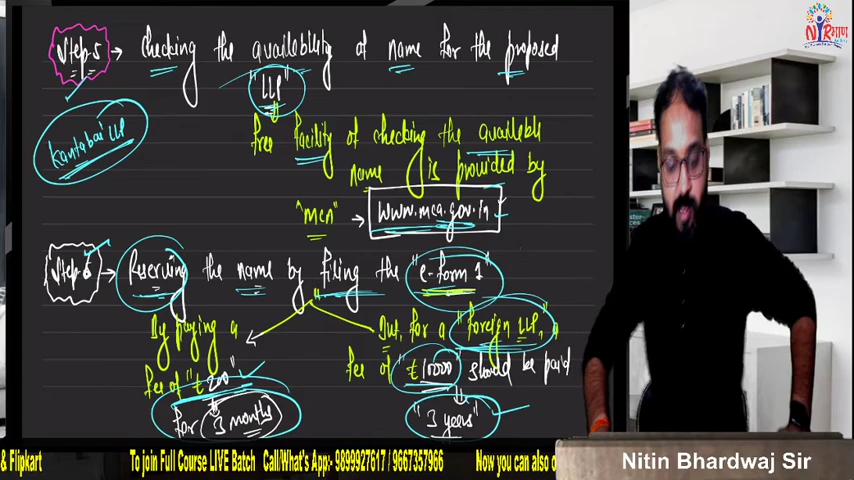 Step-5 → checking the availability of name for the proposed
"LLP"
Kantabai LLP
free facility of checking the available
name is provided by
"mca" → www.mca.gov.in
Step-6 → Reserving the name by filing the "e-form 1"
By paying a
fee of "₹ 200"
for 3 months
But, for a "foreign LLP", a
fee of "₹ 10000" should be paid
"3 years"
& Flipkart To join Full Course LIVE Batch Call/What's App:- 9899927617 / 9667357966 Now you can also o
Nitin Bhardwaj Sir